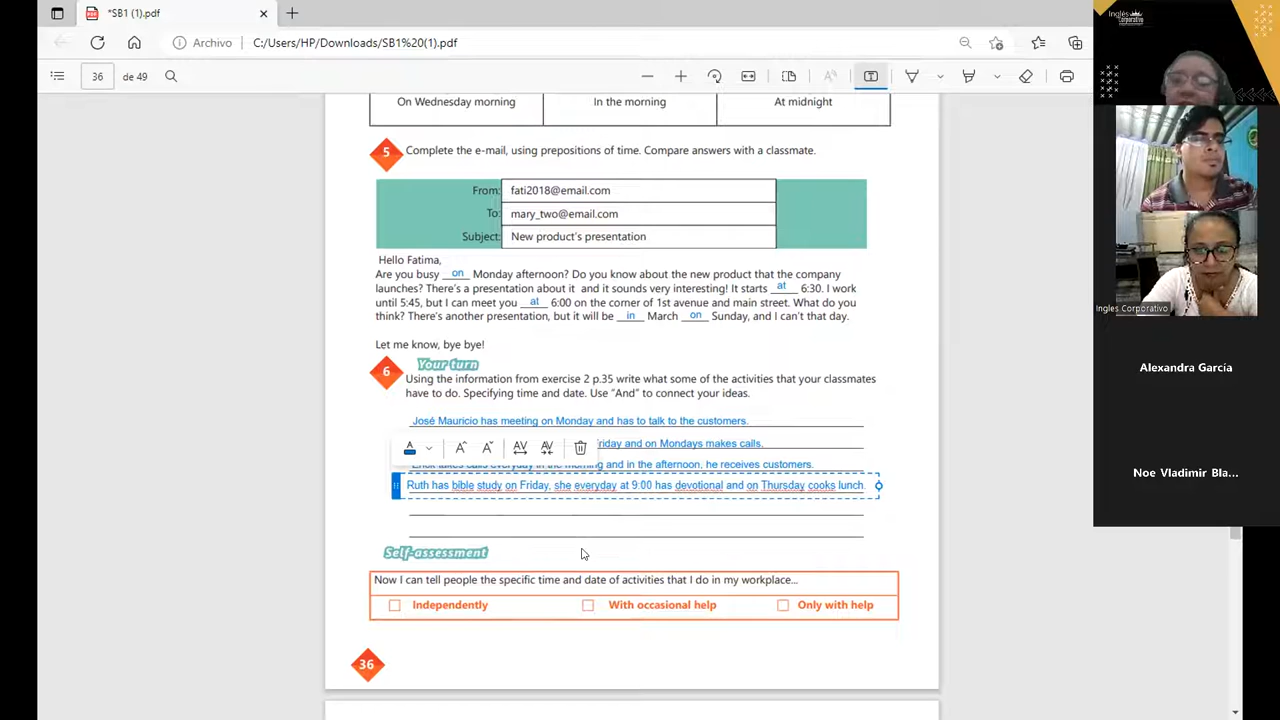 *SB1 (1).pdf
Archivo
C:/Users/HP/Downloads/SB1%20(1).pdf
36 de 49
On Wednesday morning In the morning At midnight
5 Complete the e-mail, using prepositions of time. Compare answers with a classmate.
From: fati2018@email.com
To: mary_two@email.com
Subject: New product's presentation
Hello Fatima,
Are you busy on Monday afternoon? Do you know about the new product that the company
launches? There's a presentation about it and it sounds very interesting! It starts at 6:30. I work
until 5:45, but I can meet you at 6:00 on the corner of 1st avenue and main street. What do you
think? There's another presentation, but it will be in March on Sunday, and I can't that day.
Let me know, bye bye!
6 Your turn
Using the information from exercise 2 p.35 write what some of the activities that your classmates
have to do. Specifying time and date. Use “And” to connect your ideas.
José Mauricio has meeting on Monday and has to talk to the customers.
Friday and on Mondays makes calls.
Erick takes calls everyday in the morning and in the afternoon, he receives customers.
Ruth has bible study on Friday, she everyday at 9:00 has devotional and on Thursday cooks lunch.
Self-assessment
Now I can tell people the specific time and date of activities that I do in my workplace...
Independently With occasional help Only with help
36
Inglés
Corporativo
Ingles Corporativo
Alexandra García
Noe Vladimir Bla...